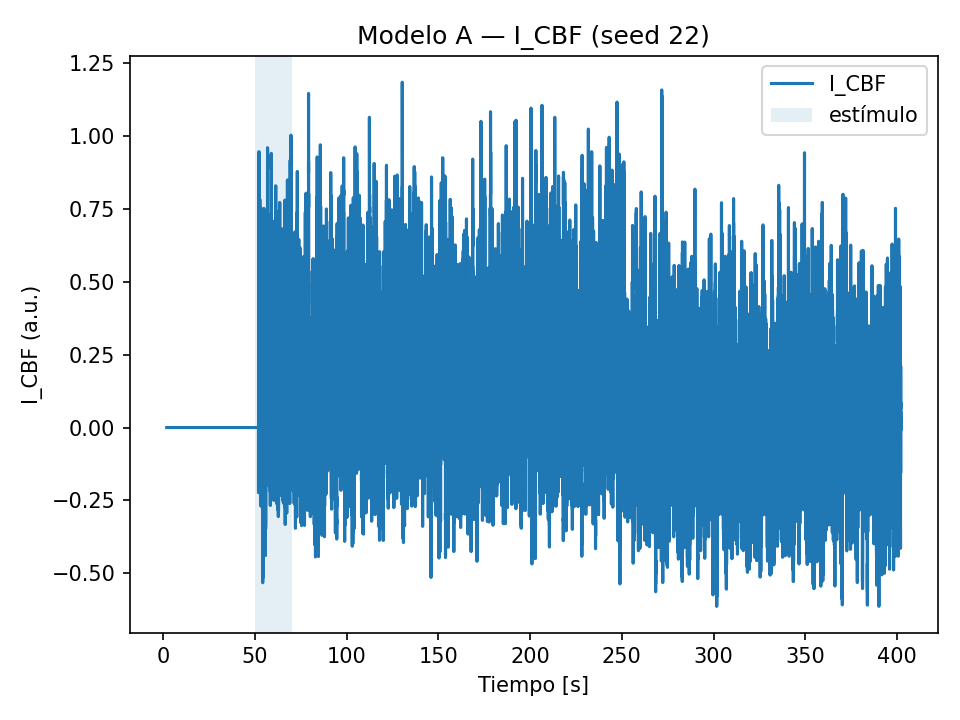 Modelo A — I_CBF (seed 22)
I_CBF
estímulo
I_CBF (a.u.)
1.25
1.00
0.75
0.50
0.25
0.00
−0.25
−0.50
0 50 100 150 200 250 300 350 400
Tiempo [s]